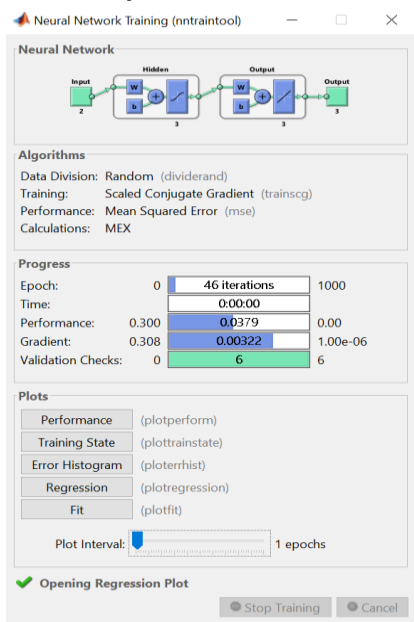 Neural Network Training (nntraintool)
Neural Network
Hidden Output
Input Output
W W
+ +
b b
2 3 3 3
Algorithms
Data Division: Random (dividerand)
Training: Scaled Conjugate Gradient (trainscg)
Performance: Mean Squared Error (mse)
Calculations: MEX
Progress
Epoch: 0 46 iterations 1000
Time: 0:00:00
Performance: 0.300 0.0379 0.00
Gradient: 0.308 0.00322 1.00e-06
Validation Checks: 0 6 6
Plots
Performance (plotperform)
Training State (plottrainstate)
Error Histogram (ploterrhist)
Regression (plotregression)
Fit (plotfit)
Plot Interval: 1 epochs
Opening Regression Plot
Stop Training Cancel